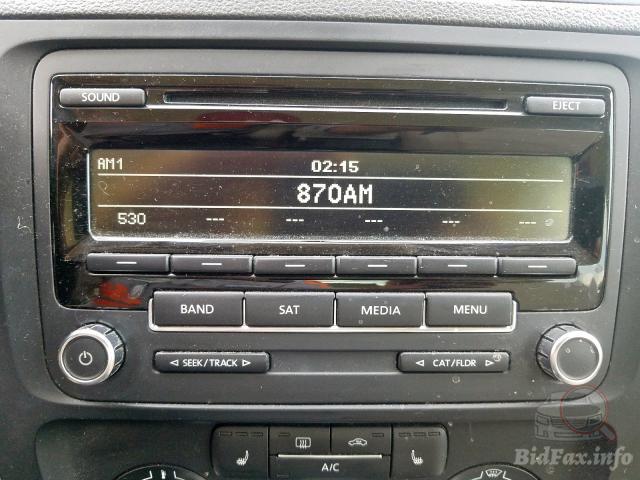 SOUND
EJECT
AM1
02:15
870AM
530 --- --- --- --- ---
BAND
SAT
MEDIA
MENU
◁ SEEK/TRACK ▷
◁ CAT/FLDR ▷
A/C
BidFax.info